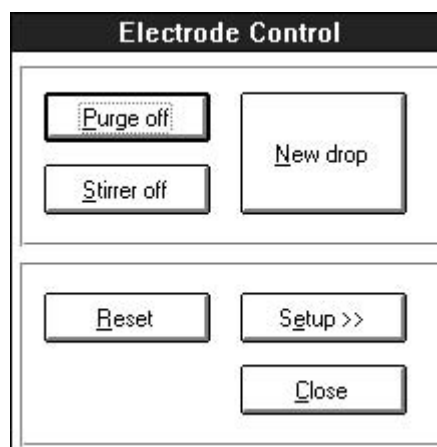 Electrode Control
Purge off
New drop
Stirrer off
Reset
Setup >>
Close